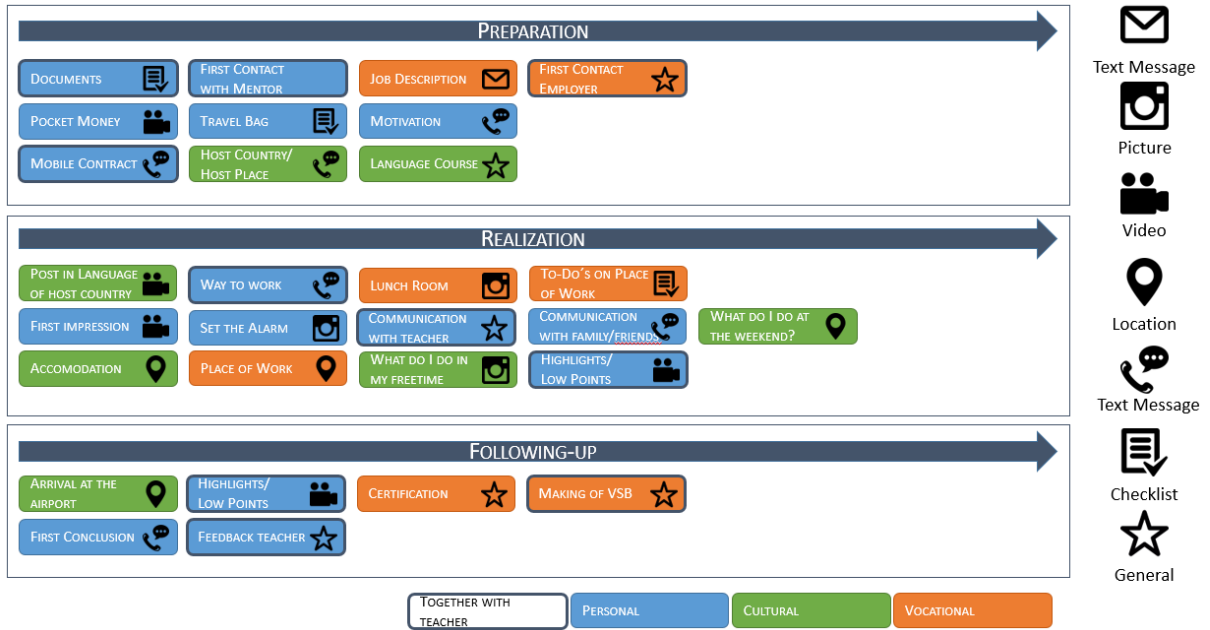 PREPARATION
DOCUMENTS
FIRST CONTACT
WITH MENTOR
JOB DESCRIPTION
FIRST CONTACT
EMPLOYER
POCKET MONEY
TRAVEL BAG
MOTIVATION
MOBILE CONTRACT
HOST COUNTRY/
HOST PLACE
LANGUAGE COURSE
REALIZATION
POST IN LANGUAGE
OF HOST COUNTRY
WAY TO WORK
LUNCH ROOM
TO-DO´S ON PLACE
OF WORK
FIRST IMPRESSION
SET THE ALARM
COMMUNICATION
WITH TEACHER
COMMUNICATION
WITH FAMILY/FRIENDS
WHAT DO I DO AT
THE WEEKEND?
ACCOMODATION
PLACE OF WORK
WHAT DO I DO IN
MY FREETIME
HIGHLIGHTS/
LOW POINTS
FOLLOWING-UP
ARRIVAL AT THE
AIRPORT
HIGHLIGHTS/
LOW POINTS
CERTIFICATION
MAKING OF VSB
FIRST CONCLUSION
FEEDBACK TEACHER
TOGETHER WITH
TEACHER
PERSONAL
CULTURAL
VOCATIONAL
Text Message
Picture
Video
Location
Text Message
Checklist
General